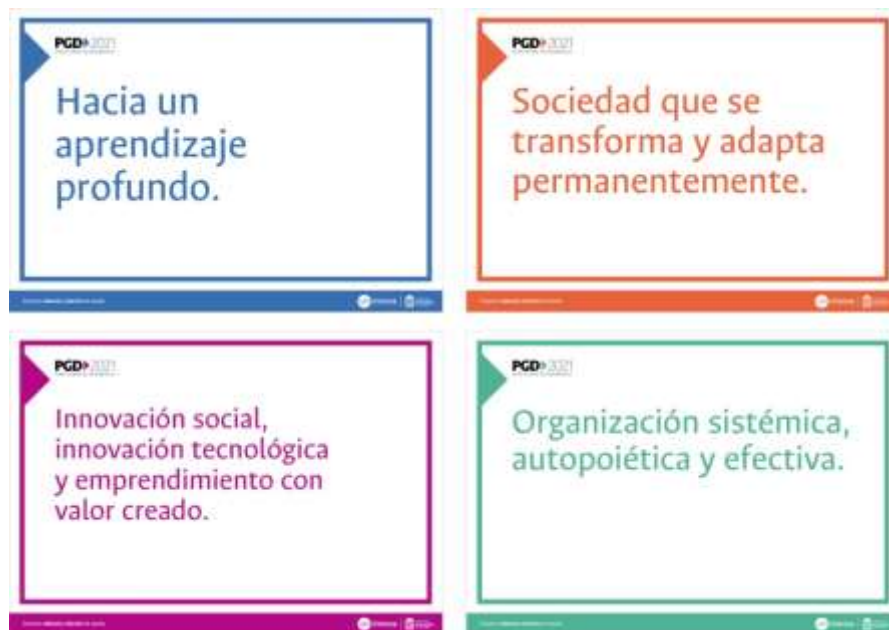 PGD 2021
Hacia un
aprendizaje
profundo.
PGD 2021
Sociedad que se
transforma y adapta
permanentemente.
PGD 2021
Innovación social,
innovación tecnológica
y emprendimiento con
valor creado.
PGD 2021
Organización sistémica,
autopoiética y efectiva.